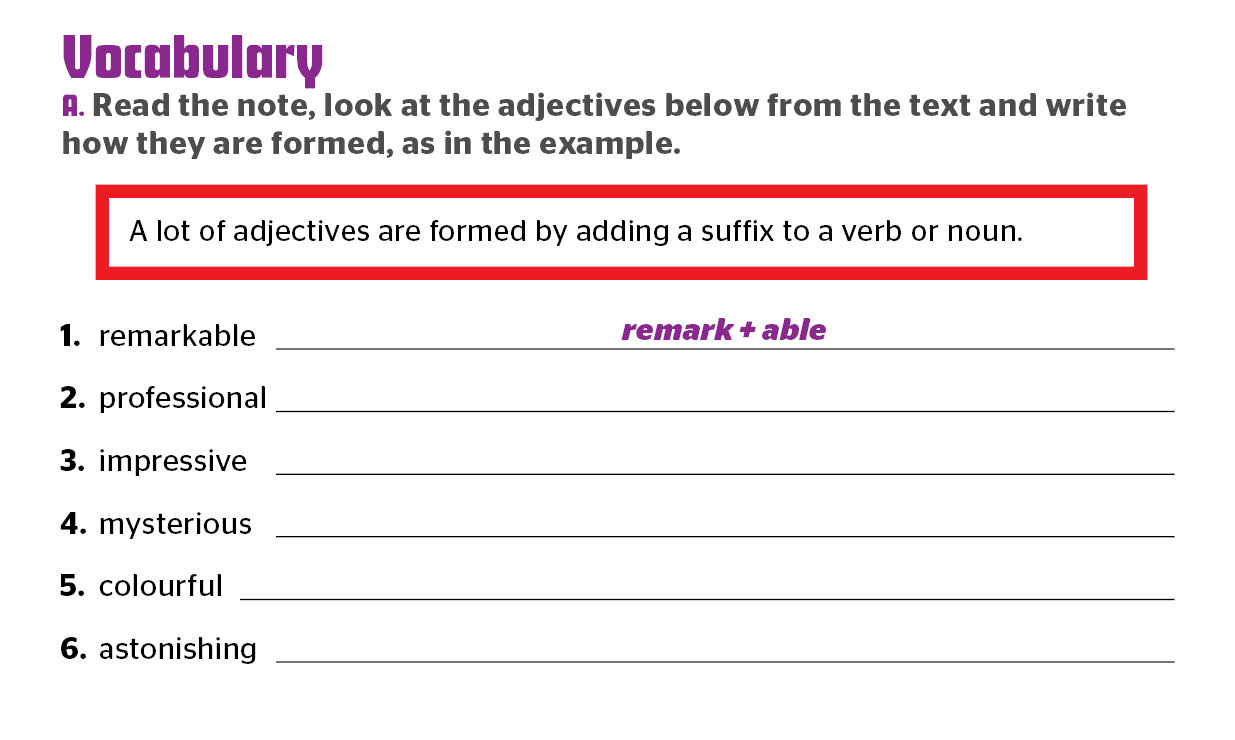 Vocabulary
A. Read the note, look at the adjectives below from the text and write
how they are formed, as in the example.
A lot of adjectives are formed by adding a suffix to a verb or noun.
1. remarkable remark + able
2. professional
3. impressive
4. mysterious
5. colourful
6. astonishing